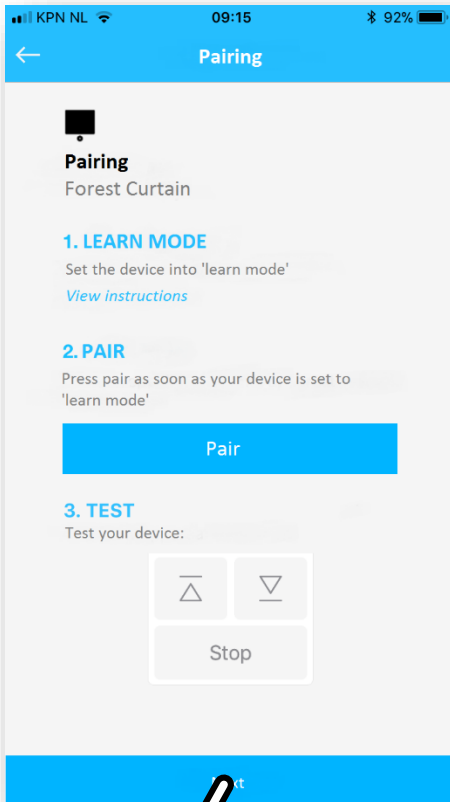 KPN NL 09:15 92%
Pairing
Pairing
Forest Curtain
1. LEARN MODE
Set the device into 'learn mode'
View instructions
2. PAIR
Press pair as soon as your device is set to
'learn mode'
Pair
3. TEST
Test your device:
Stop